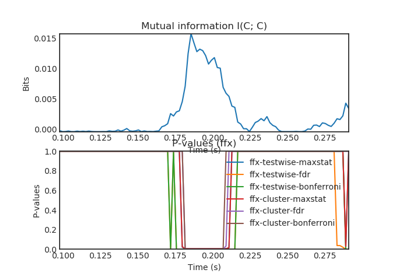 Mutual information I(C; C)
0.015
0.010
0.005
0.000
Bits
0.100 0.125 0.150 0.175 0.200 0.225 0.250 0.275
Time (s)
P-values (ffx)
1.0
0.8
0.6
0.4
0.2
0.0
P-values
ffx-testwise-maxstat
ffx-testwise-fdr
ffx-testwise-bonferroni
ffx-cluster-maxstat
ffx-cluster-fdr
ffx-cluster-bonferroni
0.100 0.125 0.150 0.175 0.200 0.225 0.250 0.275
Time (s)